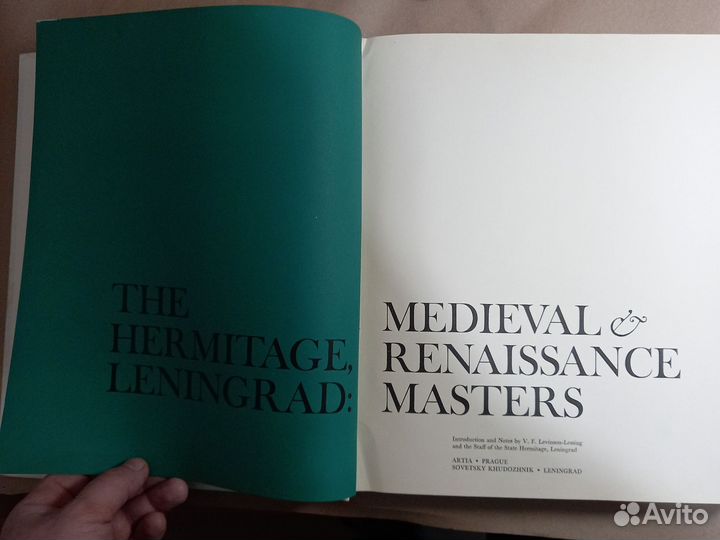 THE
HERMITAGE,
LENINGRAD:
MEDIEVAL &
RENAISSANCE
MASTERS
Introduction and Notes by V. F. Levinson-Lessing
and the Staff of the State Hermitage, Leningrad
ARTIA • PRAGUE
SOVETSKY KHUDOZHNIK • LENINGRAD
Avito